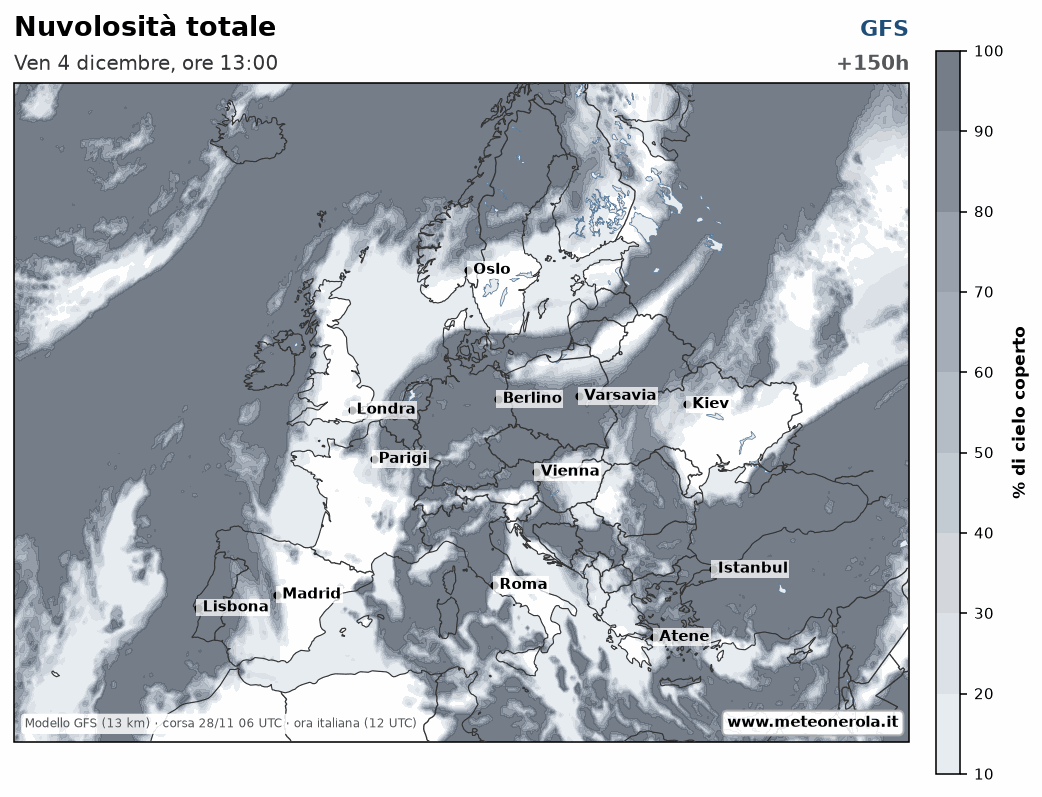 Nuvolosità totale
GFS
Ven 4 dicembre, ore 13:00
+150h
100
90
80
70
60
50
40
30
20
10
% di cielo coperto
Oslo
Berlino
Varsavia
Kiev
Londra
Parigi
Vienna
Istanbul
Roma
Madrid
Lisbona
Atene
Modello GFS (13 km) · corsa 28/11 06 UTC · ora italiana (12 UTC)
www.meteonerola.it